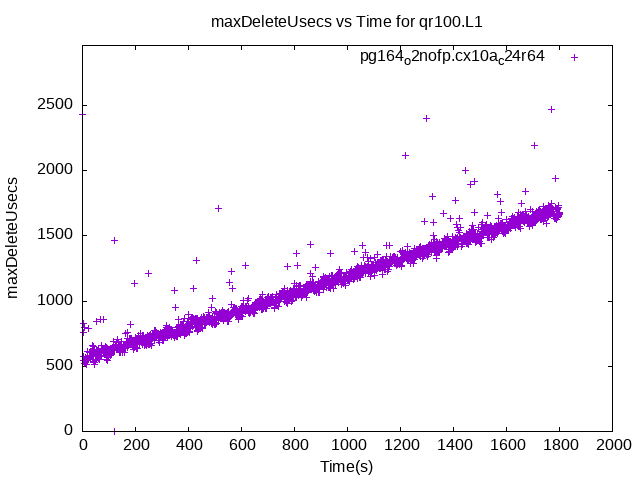 maxDeleteUsecs vs Time for qr100.L1
pg164o2nofp.cx10ac24r64
2500
2000
1500
1000
500
0
maxDeleteUsecs
0 200 400 600 800 1000 1200 1400 1600 1800 2000
Time(s)